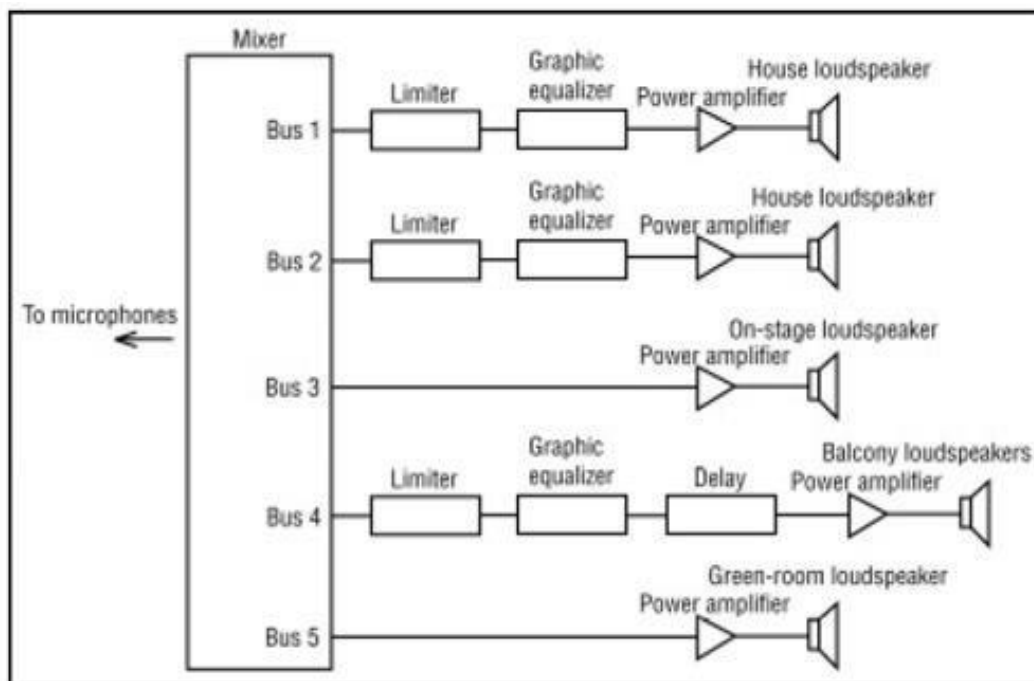 Mixer
Bus 1
Limiter
Graphic
equalizer
Power amplifier
House loudspeaker
Bus 2
Limiter
Graphic
equalizer
Power amplifier
House loudspeaker
To microphones
Bus 3
Power amplifier
On-stage loudspeaker
Bus 4
Limiter
Graphic
equalizer
Delay
Power amplifier
Balcony loudspeakers
Bus 5
Power amplifier
Green-room loudspeaker